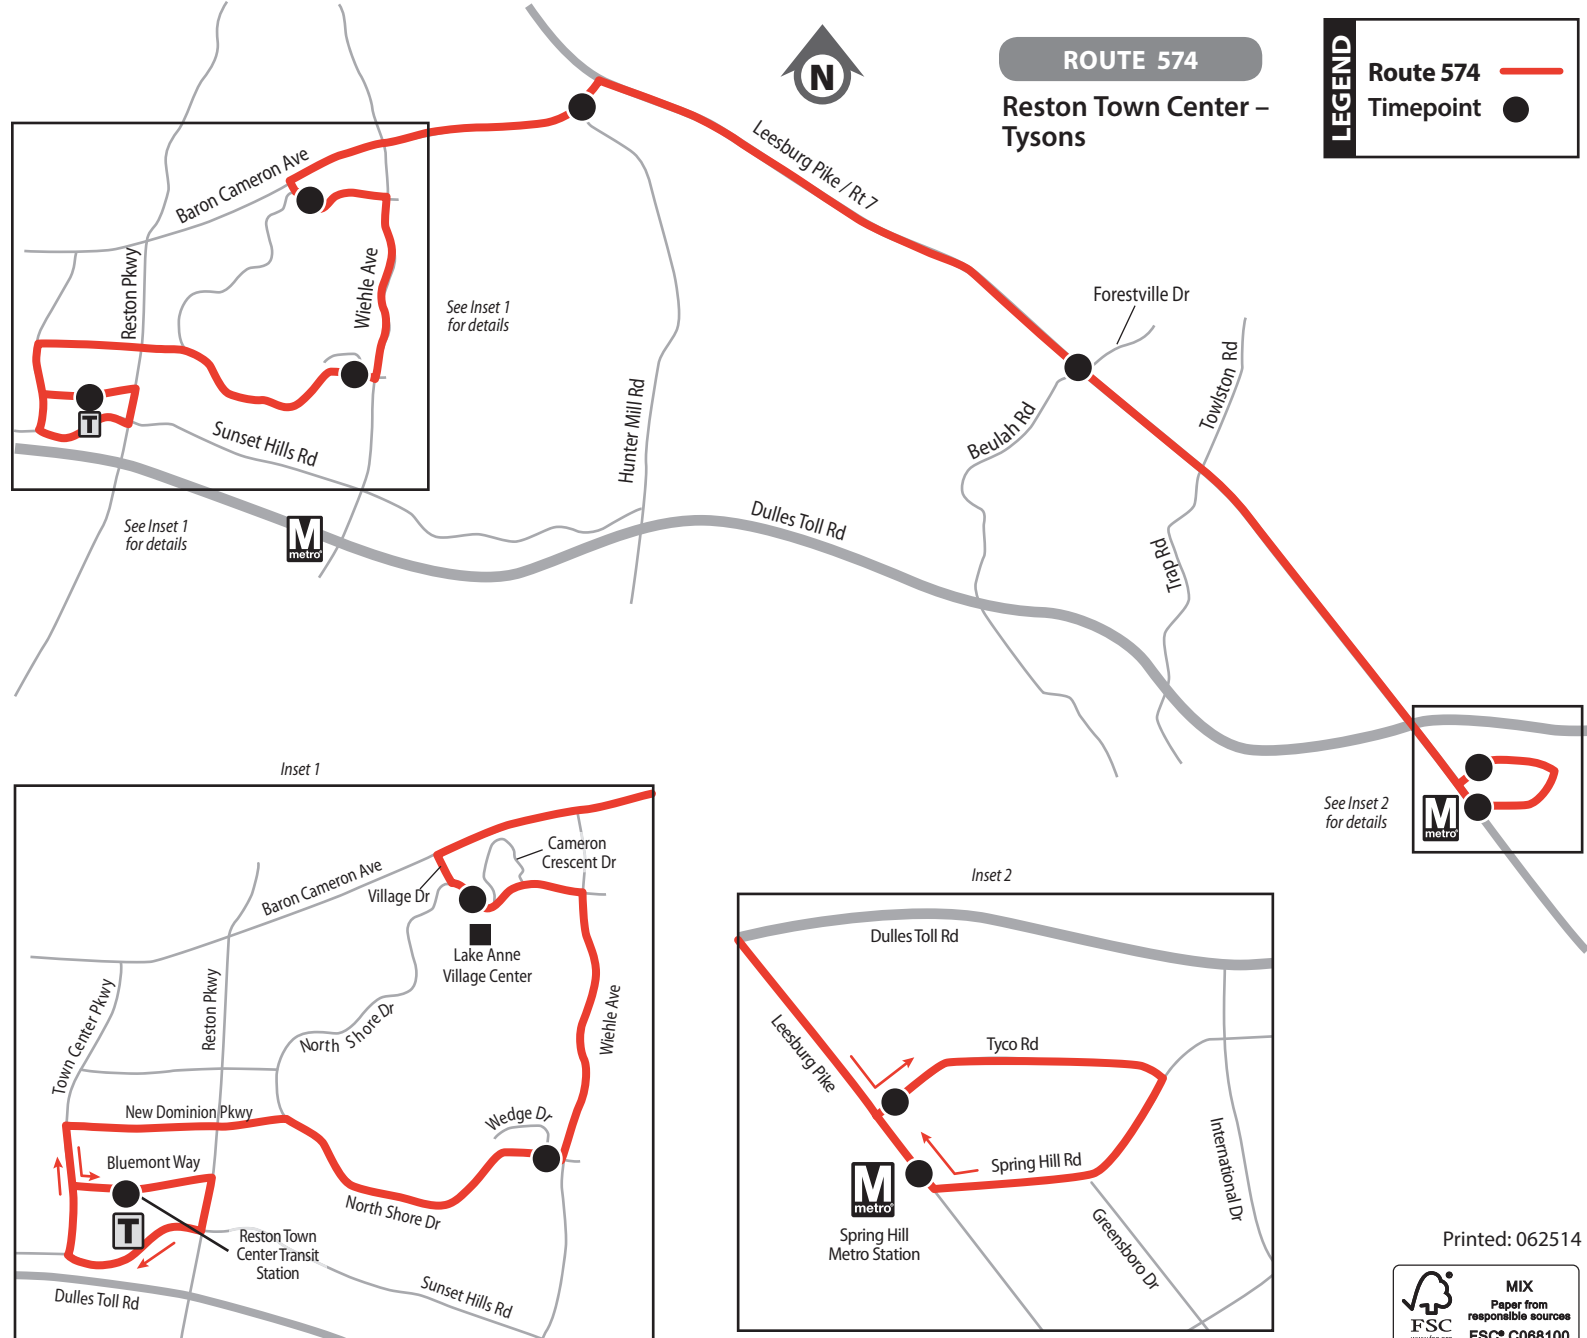 N
ROUTE 574
Reston Town Center –
Tysons
LEGEND
Route 574
Timepoint
Baron Cameron Ave
Leesburg Pike / Rt 7
Reston Pkwy
Wiehle Ave
See Inset 1
for details
Forestville Dr
Towlston Rd
Hunter Mill Rd
Beulah Rd
T
Sunset Hills Rd
Dulles Toll Rd
Trap Rd
See Inset 1
for details
M
metro®
See Inset 2
for details
M
metro®
Inset 1
Cameron
Crescent Dr
Baron Cameron Ave
Village Dr
Lake Anne
Village Center
Town Center Pkwy
Reston Pkwy
North Shore Dr
Wiehle Ave
New Dominion Pkwy
Wedge Dr
Bluemont Way
North Shore Dr
T
Reston Town
Center Transit
Station
Dulles Toll Rd
Sunset Hills Rd
Inset 2
Dulles Toll Rd
Leesburg Pike
Tyco Rd
International Dr
Spring Hill Rd
M
metro®
Spring Hill
Metro Station
Greensboro Dr
Printed: 062514
FSC
MIX
Paper from
responsible sources
FSC® C068100